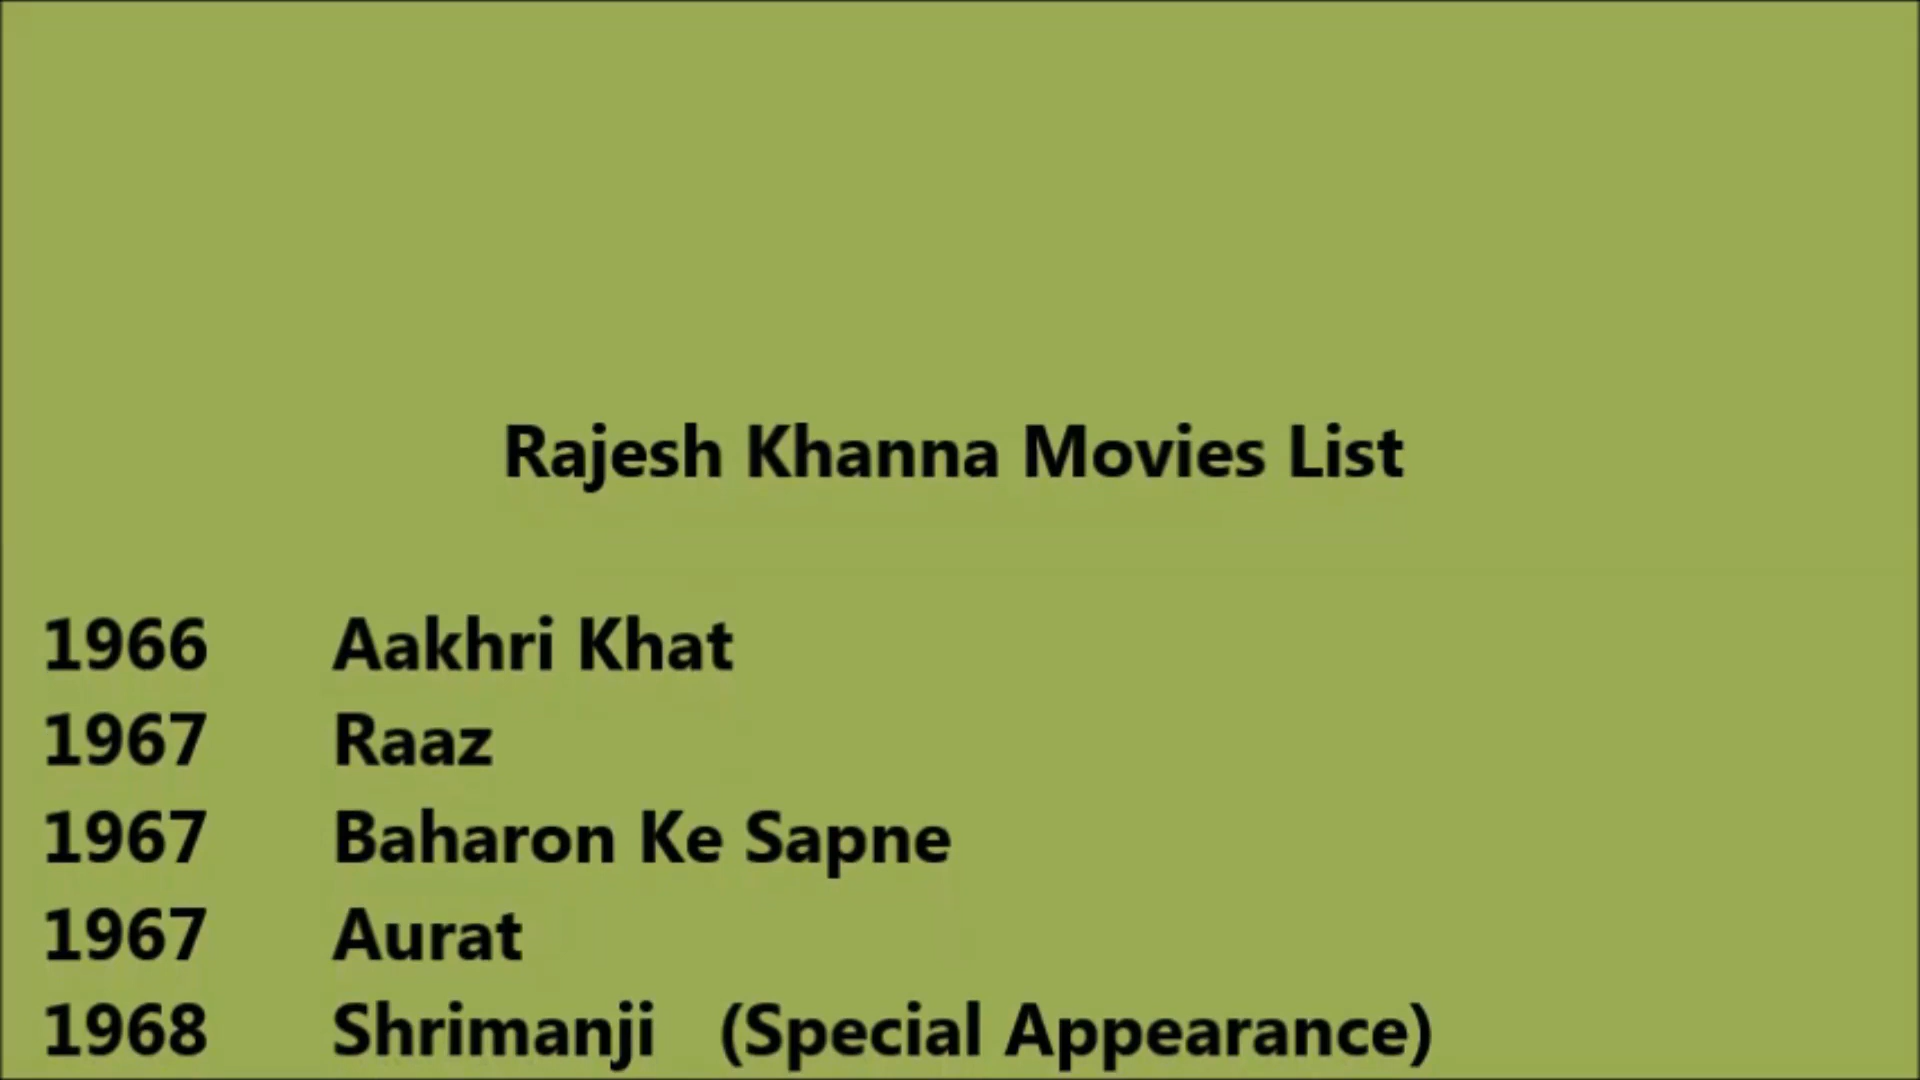 Rajesh Khanna Movies List
1966 Aakhri Khat
1967 Raaz
1967 Baharon Ke Sapne
1967 Aurat
1968 Shrimanji (Special Appearance)